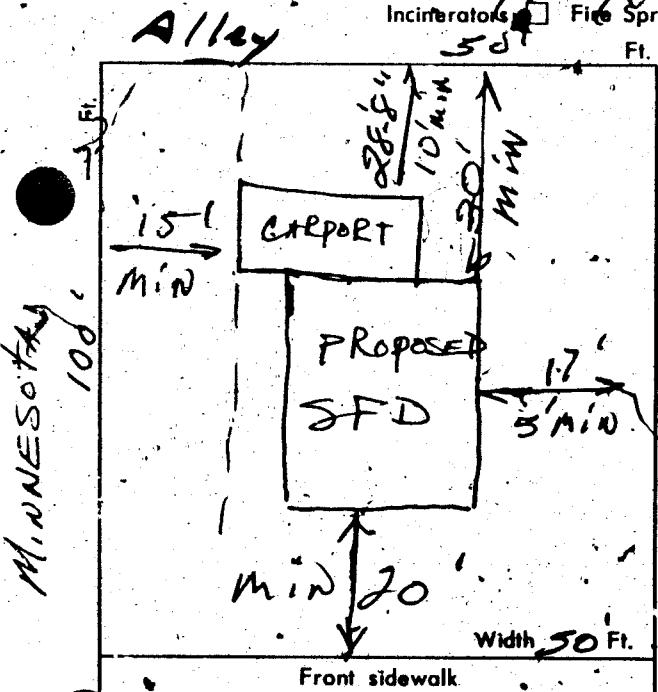 Incinerators Fire Spr
Alley
50'
Ft.
Ft.
28'-8"
10' min
30'
MIN
CARPORT
15'
MIN
MINNESOTA
100'
PROPOSED
SFD
17'
5' MIN
MIN 20'
Width 50' Ft.
Front sidewalk